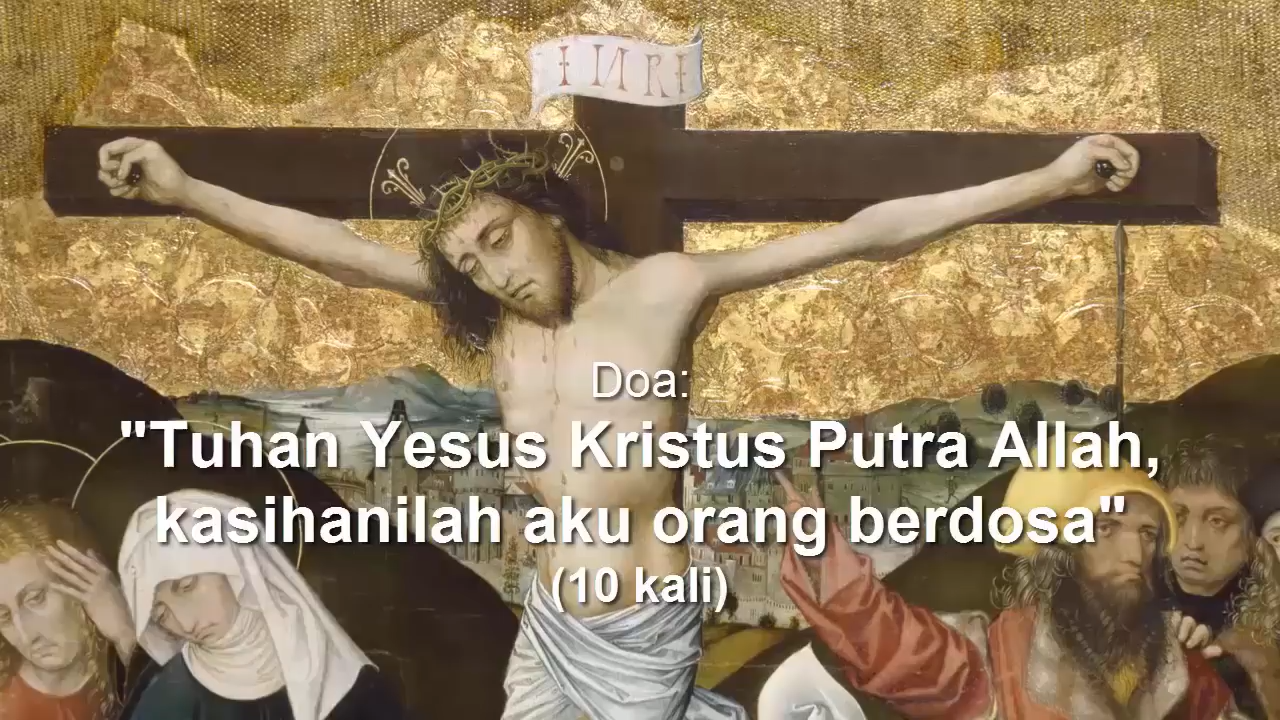 INRI
Doa:
"Tuhan Yesus Kristus Putra Allah,
kasihanilah aku orang berdosa"
(10 kali)